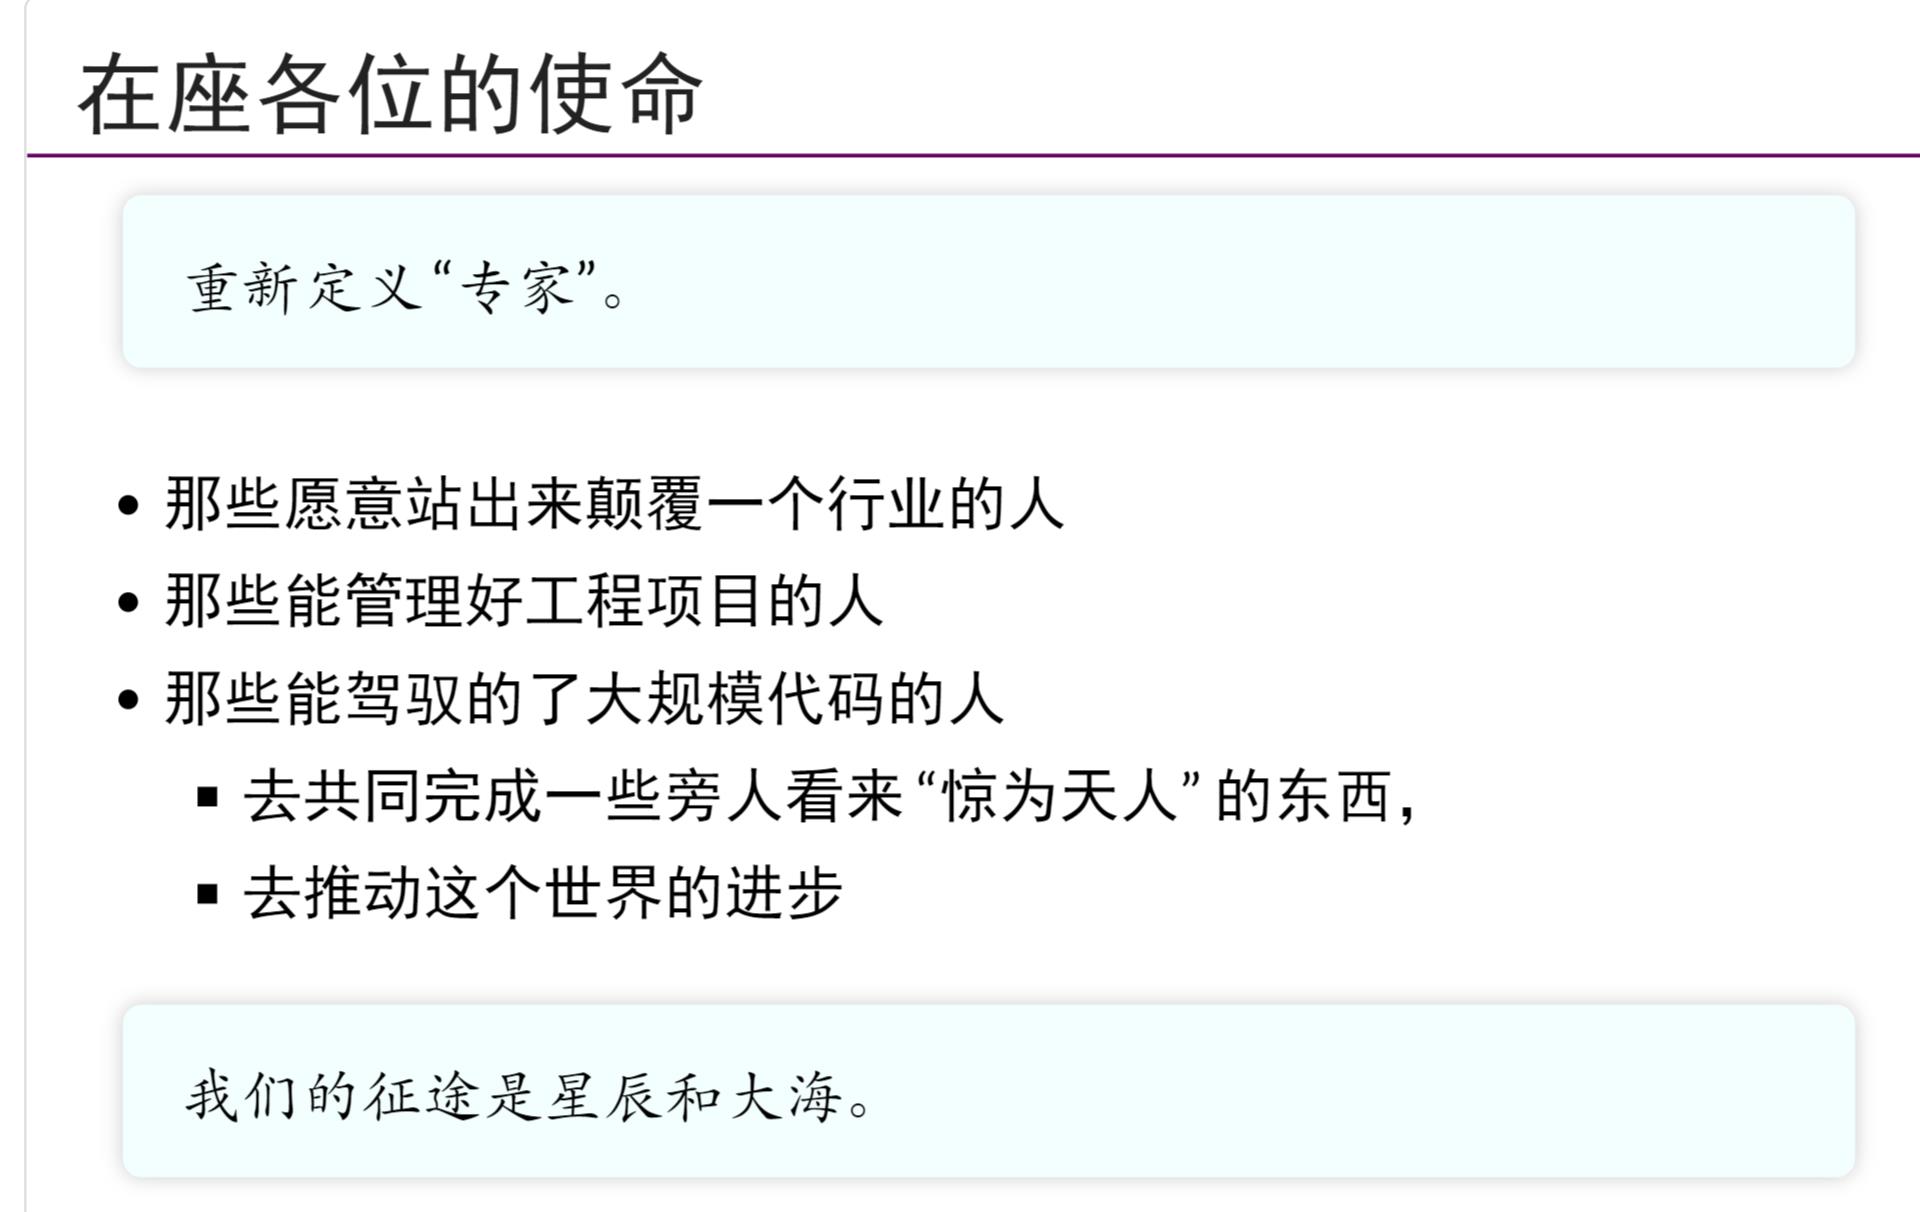 在座各位的使命
重新定义“专家”。
• 那些愿意站出来颠覆一个行业的人
• 那些能管理好工程项目的人
• 那些能驾驭的了大规模代码的人
▪ 去共同完成一些旁人看来“惊为天人”的东西，
▪ 去推动这个世界的进步
我们的征途是星辰和大海。